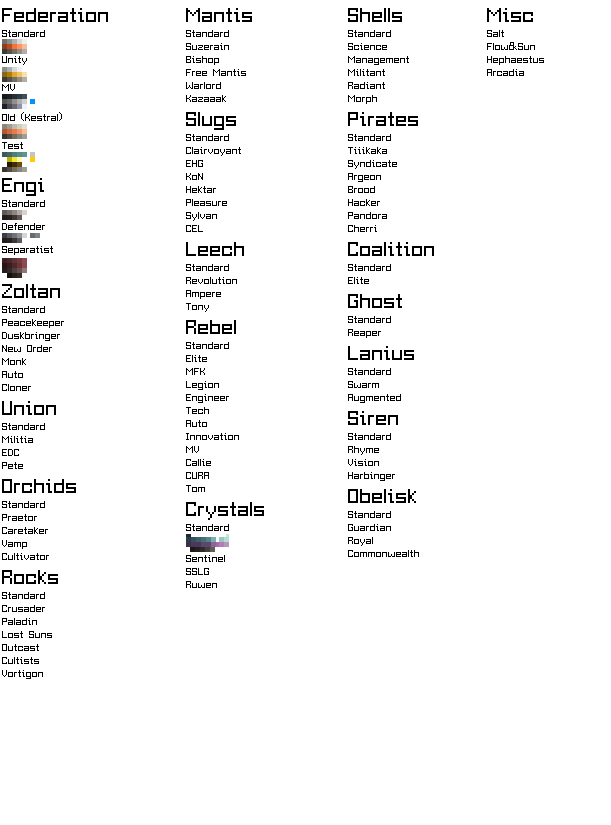 Federation
Standard
Unity
MV
Old (Kestral)
Test
Engi
Standard
Defender
Separatist
Zoltan
Standard
Peacekeeper
Duskbringer
New Order
Monk
Auto
Cloner
Union
Standard
Militia
EDC
Pete
Orchids
Standard
Praetor
Caretaker
Vamp
Cultivator
Rocks
Standard
Crusader
Paladin
Lost Suns
Outcast
Cultists
Vortigon
Mantis
Standard
Suzerain
Bishop
Free Mantis
Warlord
Kazaaak
Slugs
Standard
Clairvoyant
EHG
KoN
Hektar
Pleasure
Sylvan
CEL
Leech
Standard
Revolution
Ampere
Tony
Rebel
Standard
Elite
MFK
Legion
Engineer
Tech
Auto
Innovation
MV
Callie
CURA
Tom
Crystals
Standard
Sentinel
SSLG
Ruwen
Shells
Standard
Science
Management
Militant
Radiant
Morph
Pirates
Standard
Tiiikaka
Syndicate
Argeon
Brood
Hacker
Pandora
Cherri
Coalition
Standard
Elite
Ghost
Standard
Reaper
Lanius
Standard
Swarm
Augmented
Siren
Standard
Rhyme
Vision
Harbinger
Obelisk
Standard
Guardian
Royal
Commonwealth
Misc
Salt
Flow&Sun
Hephaestus
Arcadia